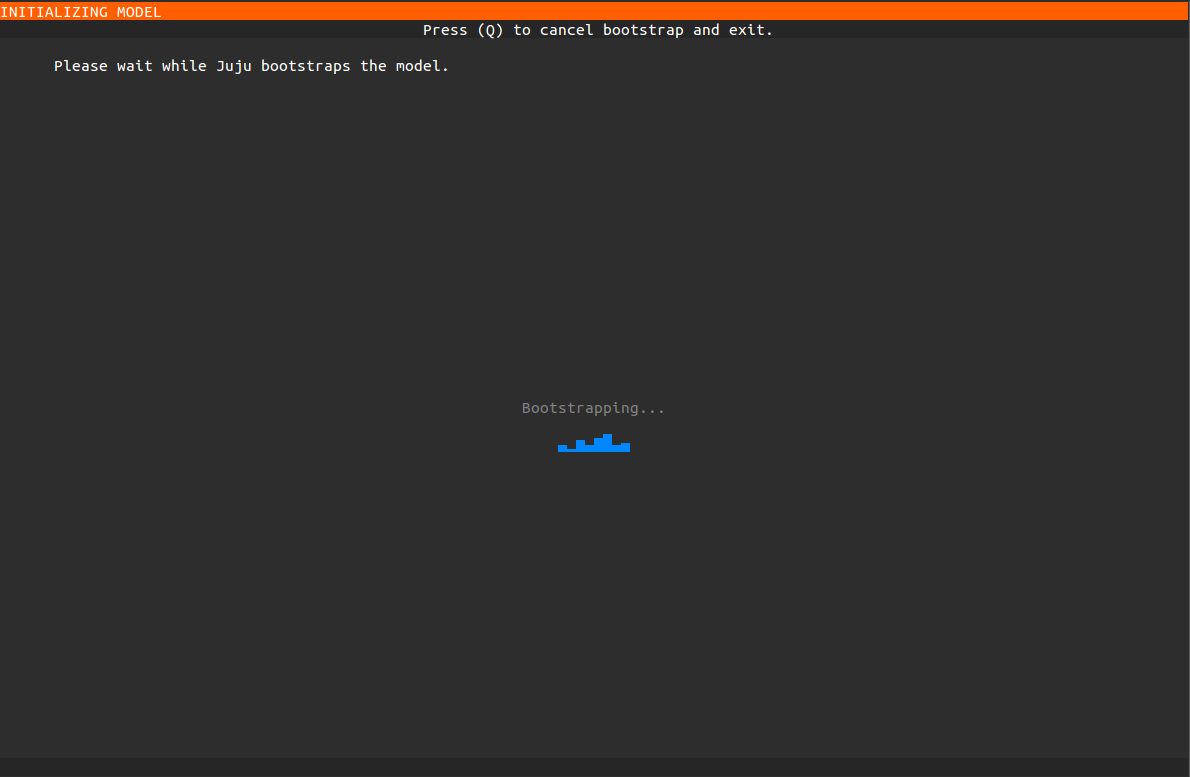 INITIALIZING MODEL
Press (Q) to cancel bootstrap and exit.
Please wait while Juju bootstraps the model.
Bootstrapping...